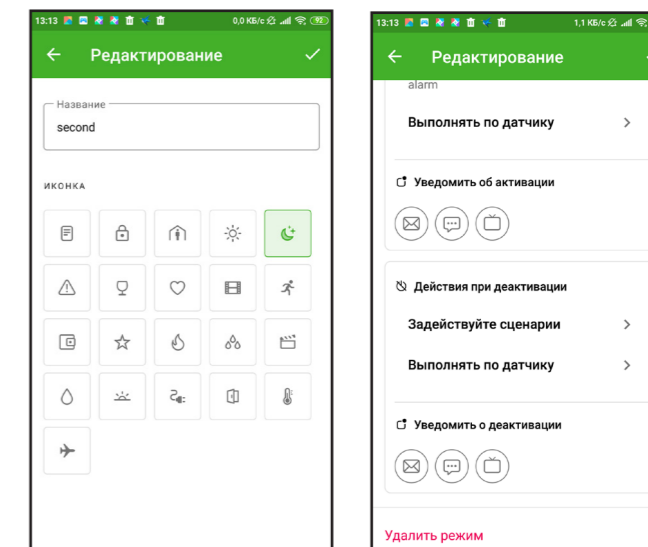 13:13 0,0 КБ/с 92
Редактирование
Название
second
ИКОНКА
13:13 1,1 КБ/с
Редактирование
alarm
Выполнять по датчику
Уведомить об активации
Действия при деактивации
Задействуйте сценарии
Выполнять по датчику
Уведомить о деактивации
Удалить режим